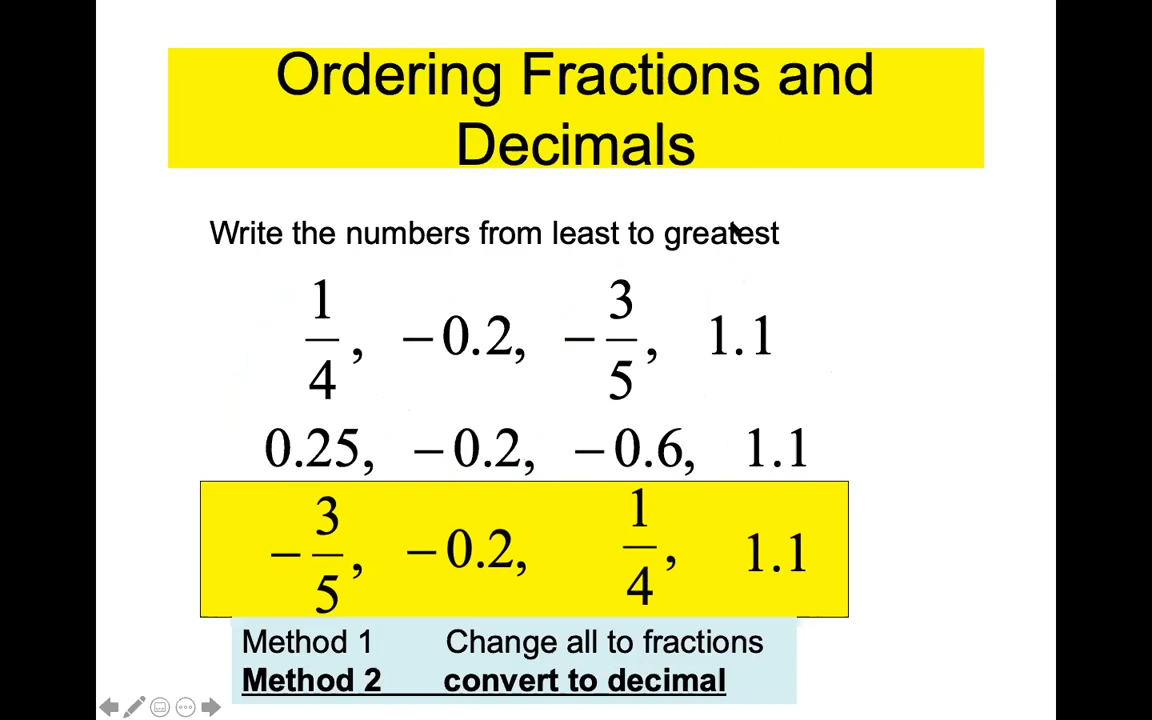 Ordering Fractions and
Decimals
Write the numbers from least to greatest
1/4, −0.2, −3/5, 1.1
0.25, −0.2, −0.6, 1.1
−3/5, −0.2, 1/4, 1.1
Method 1 Change all to fractions
Method 2 convert to decimal